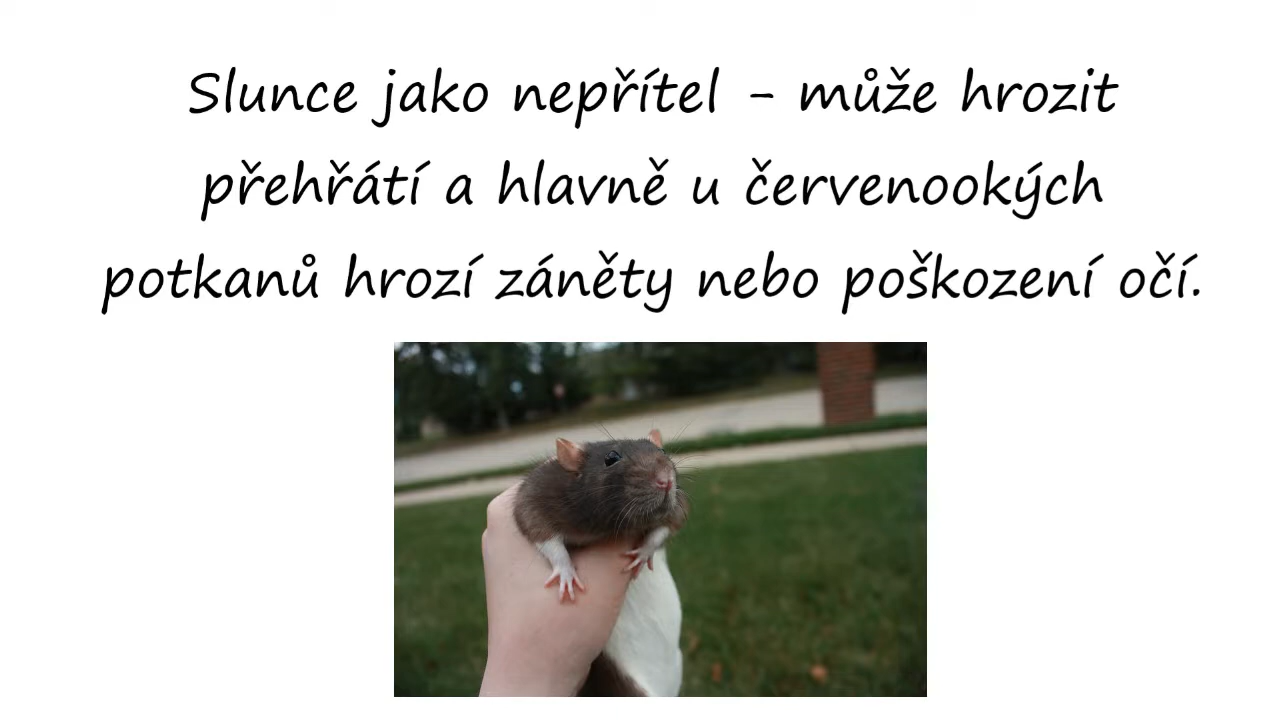 Slunce jako nepřítel - může hrozit
přehřátí a hlavně u červenookých
potkanů hrozí záněty nebo poškození očí.